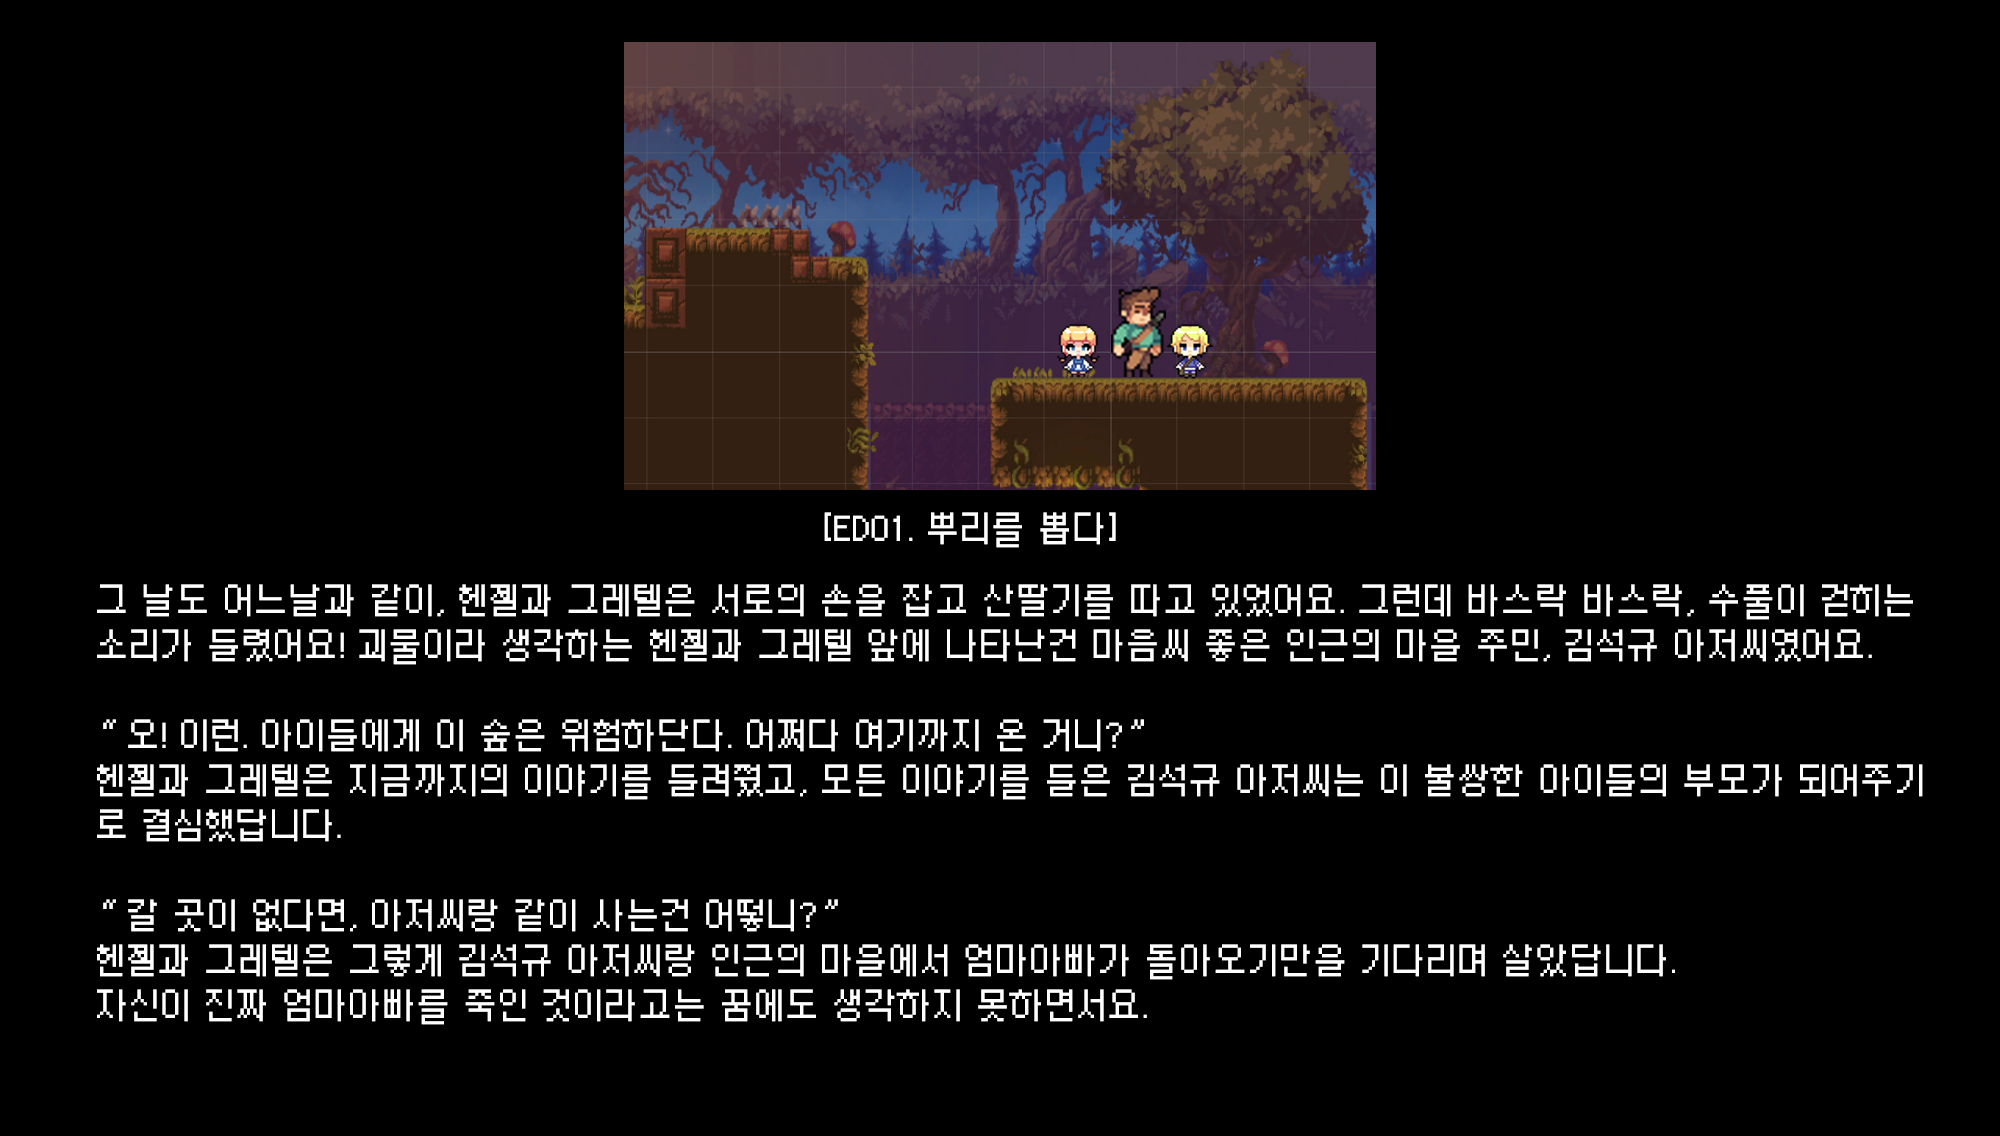 [ED01. 뿌리를 뽑다]
그 날도 어느날과 같이, 헨젤과 그레텔은 서로의 손을 잡고 산딸기를 따고 있었어요. 그런데 바스락 바스락, 수풀이 걷히는
소리가 들렸어요! 괴물이라 생각하는 헨젤과 그레텔 앞에 나타난건 마음씨 좋은 인근의 마을 주민, 김석규 아저씨였어요.
“ 오! 이런. 아이들에게 이 숲은 위험하단다. 어쩌다 여기까지 온 거니? ”
헨젤과 그레텔은 지금까지의 이야기를 들려줬고, 모든 이야기를 들은 김석규 아저씨는 이 불쌍한 아이들의 부모가 되어주기
로 결심했답니다.
“ 갈 곳이 없다면, 아저씨랑 같이 사는건 어떻니? ”
헨젤과 그레텔은 그렇게 김석규 아저씨랑 인근의 마을에서 엄마아빠가 돌아오기만을 기다리며 살았답니다.
자신이 진짜 엄마아빠를 죽인 것이라고는 꿈에도 생각하지 못하면서요.